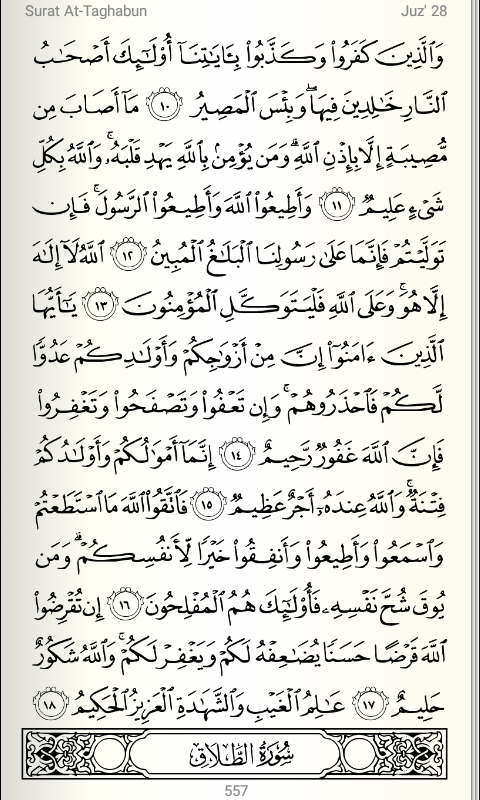 Surat At-Taghabun
Juz' 28
وَٱلَّذِينَ كَفَرُوا۟ وَكَذَّبُوا۟ بِـَٔايَٰتِنَآ أُو۟لَٰٓئِكَ أَصْحَٰبُ
ٱلنَّارِ خَٰلِدِينَ فِيهَا ۖ وَبِئْسَ ٱلْمَصِيرُ ١٠ مَآ أَصَابَ مِن
مُّصِيبَةٍ إِلَّا بِإِذْنِ ٱللَّهِ ۗ وَمَن يُؤْمِنۢ بِٱللَّهِ يَهْدِ قَلْبَهُۥ ۚ وَٱللَّهُ بِكُلِّ
شَىْءٍ عَلِيمٌ ١١ وَأَطِيعُوا۟ ٱللَّهَ وَأَطِيعُوا۟ ٱلرَّسُولَ ۚ فَإِن
تَوَلَّيْتُمْ فَإِنَّمَا عَلَىٰ رَسُولِنَا ٱلْبَلَٰغُ ٱلْمُبِينُ ١٢ ٱللَّهُ لَآ إِلَٰهَ
إِلَّا هُوَ ۚ وَعَلَى ٱللَّهِ فَلْيَتَوَكَّلِ ٱلْمُؤْمِنُونَ ١٣ يَٰٓأَيُّهَا
ٱلَّذِينَ ءَامَنُوٓا۟ إِنَّ مِنْ أَزْوَٰجِكُمْ وَأَوْلَٰدِكُمْ عَدُوًّا
لَّكُمْ فَٱحْذَرُوهُمْ ۚ وَإِن تَعْفُوا۟ وَتَصْفَحُوا۟ وَتَغْفِرُوا۟
فَإِنَّ ٱللَّهَ غَفُورٌ رَّحِيمٌ ١٤ إِنَّمَآ أَمْوَٰلُكُمْ وَأَوْلَٰدُكُمْ
فِتْنَةٌ ۚ وَٱللَّهُ عِندَهُۥٓ أَجْرٌ عَظِيمٌ ١٥ فَٱتَّقُوا۟ ٱللَّهَ مَا ٱسْتَطَعْتُمْ
وَٱسْمَعُوا۟ وَأَطِيعُوا۟ وَأَنفِقُوا۟ خَيْرًا لِّأَنفُسِكُمْ ۗ وَمَن
يُوقَ شُحَّ نَفْسِهِۦ فَأُو۟لَٰٓئِكَ هُمُ ٱلْمُفْلِحُونَ ١٦ إِن تُقْرِضُوا۟
ٱللَّهَ قَرْضًا حَسَنًا يُضَٰعِفْهُ لَكُمْ وَيَغْفِرْ لَكُمْ ۚ وَٱللَّهُ شَكُورٌ
حَلِيمٌ ١٧ عَٰلِمُ ٱلْغَيْبِ وَٱلشَّهَٰدَةِ ٱلْعَزِيزُ ٱلْحَكِيمُ ١٨
سُورَةُ الطَّلَاقِ
557